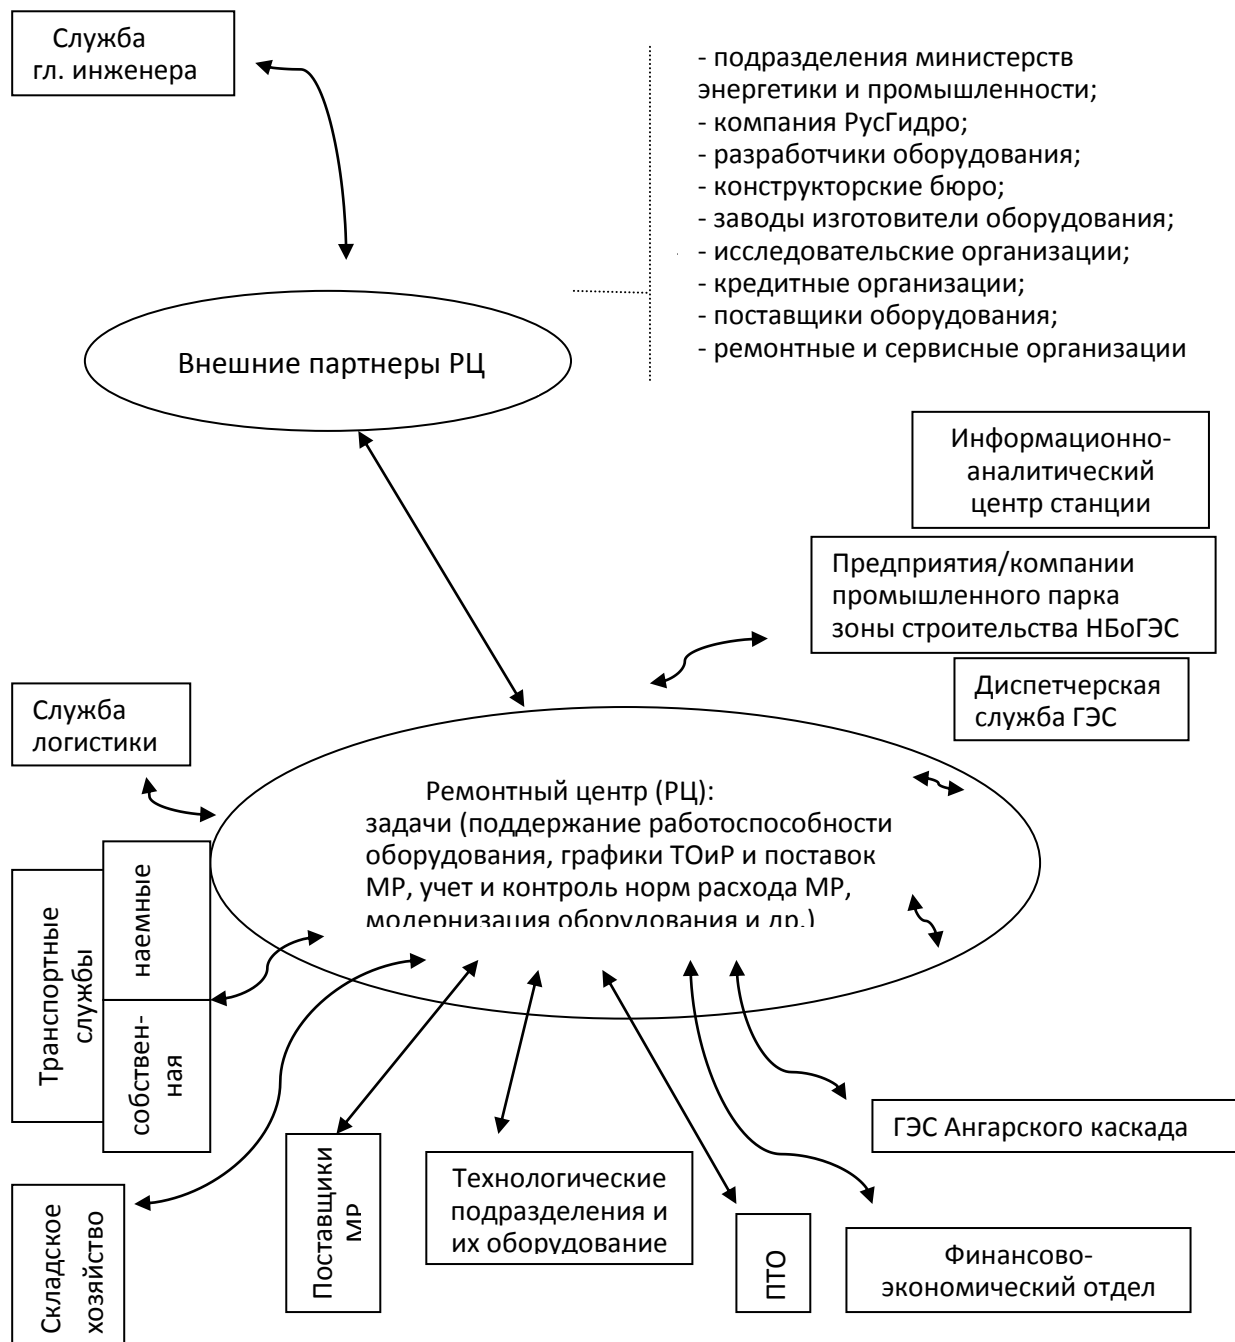 Служба
гл. инженера
- подразделения министерств
энергетики и промышленности;
- компания РусГидро;
- разработчики оборудования;
- конструкторские бюро;
- заводы изготовители оборудования;
- исследовательские организации;
- кредитные организации;
- поставщики оборудования;
- ремонтные и сервисные организации
Внешние партнеры РЦ
Информационно-
аналитический
центр станции
Предприятия/компании
промышленного парка
зоны строительства НБоГЭС
Диспетчерская
служба ГЭС
Служба
логистики
Ремонтный центр (РЦ):
задачи (поддержание работоспособности
оборудования, графики ТОиР и поставок
МР, учет и контроль норм расхода МР,
модернизация оборудования и др.)
Транспортные
службы
наемные
собствен-
ная
Складское
хозяйство
Поставщики
МР
Технологические
подразделения и
их оборудование
ПТО
ГЭС Ангарского каскада
Финансово-
экономический отдел